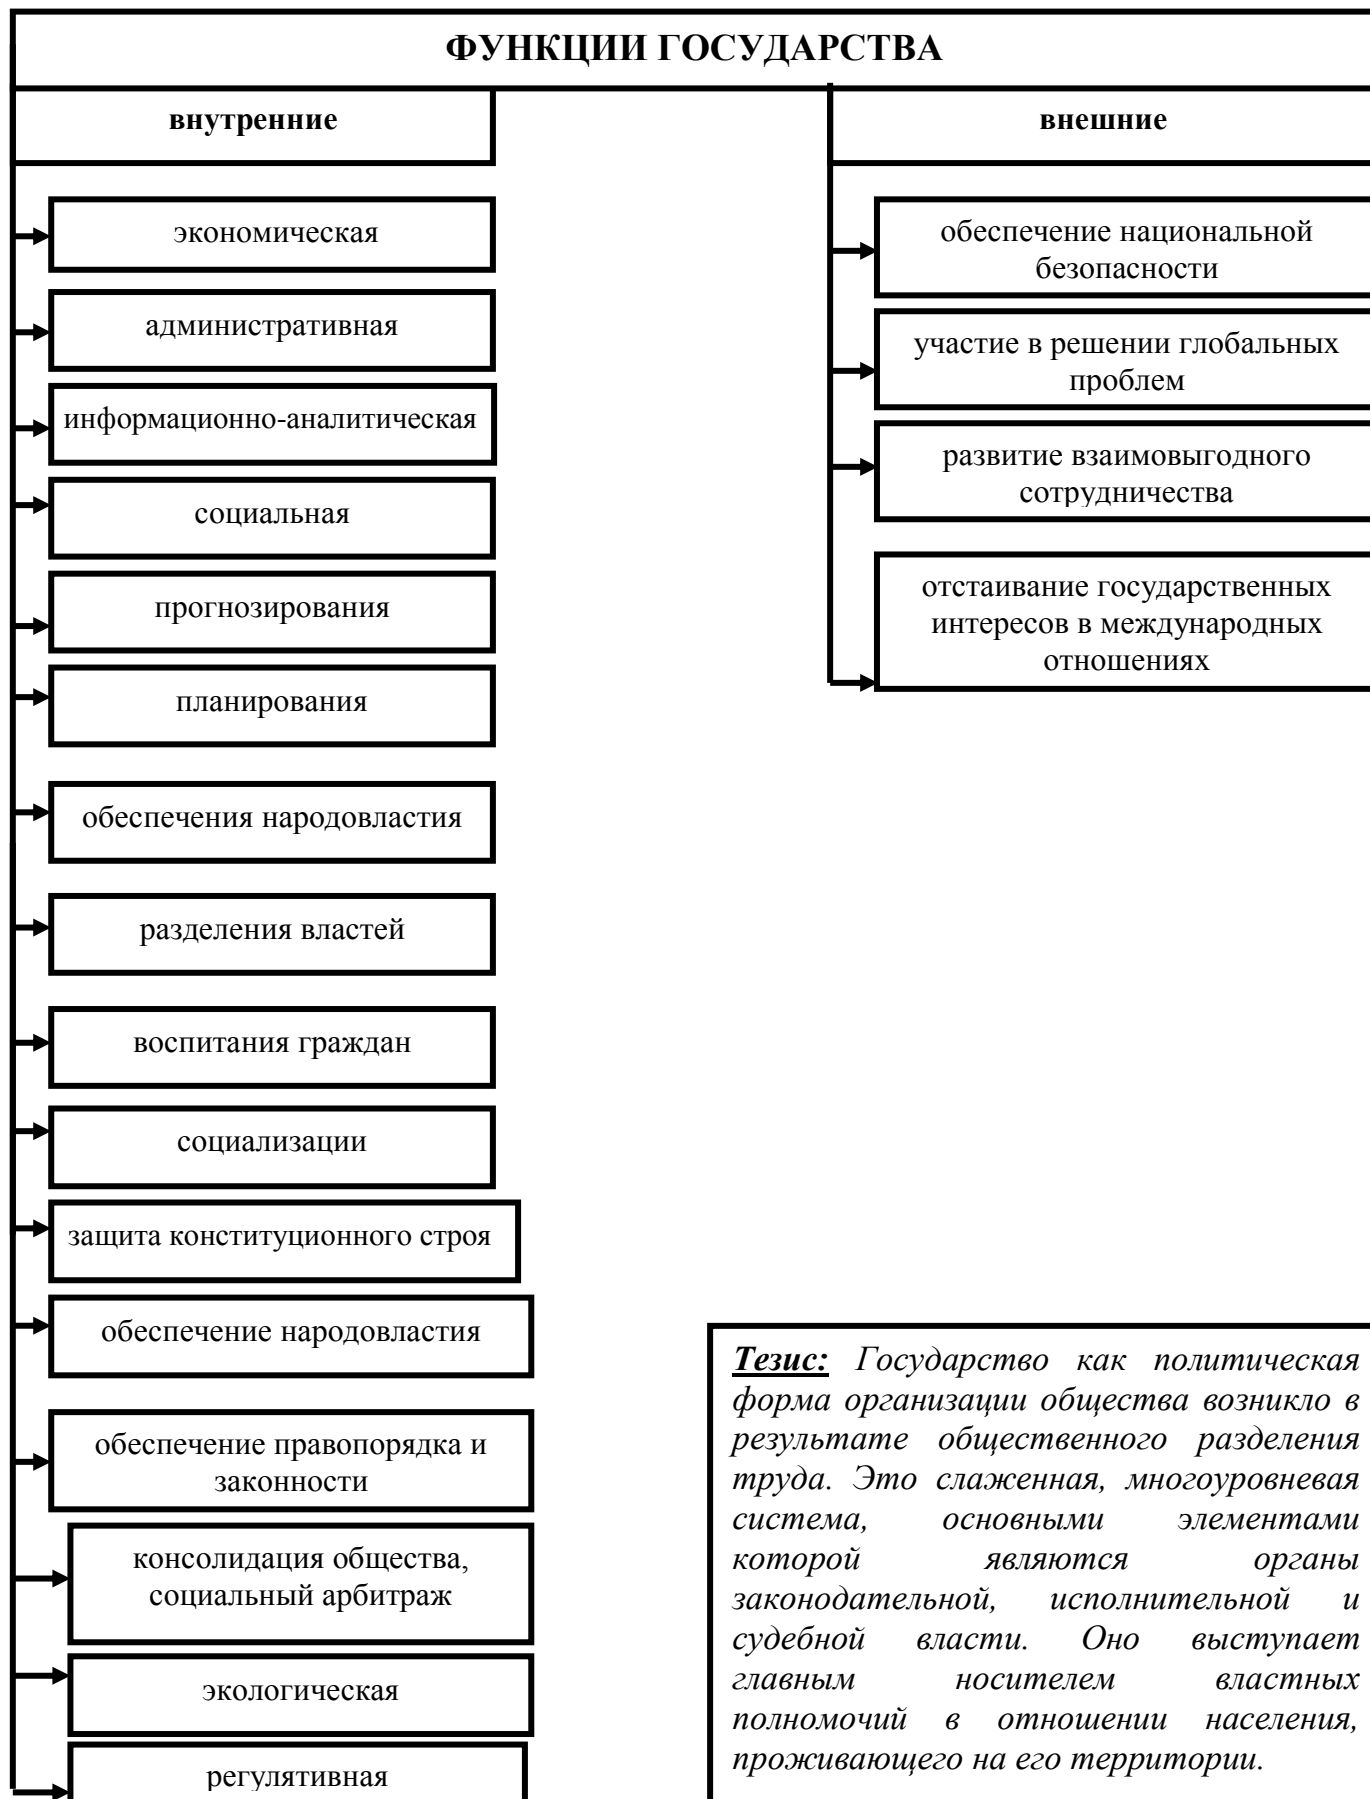 ФУНКЦИИ ГОСУДАРСТВА
внутренние
экономическая
административная
информационно-аналитическая
социальная
прогнозирования
планирования
обеспечения народовластия
разделения властей
воспитания граждан
социализации
защита конституционного строя
обеспечение народовластия
обеспечение правопорядка и
законности
консолидация общества,
социальный арбитраж
экологическая
регулятивная
внешние
обеспечение национальной
безопасности
участие в решении глобальных
проблем
развитие взаимовыгодного
сотрудничества
отстаивание государственных
интересов в международных
отношениях
Тезис: Государство как политическая
форма организации общества возникло в
результате общественного разделения
труда. Это слаженная, многоуровневая
система, основными элементами
которой являются органы
законодательной, исполнительной и
судебной власти. Оно выступает
главным носителем властных
полномочий в отношении населения,
проживающего на его территории.